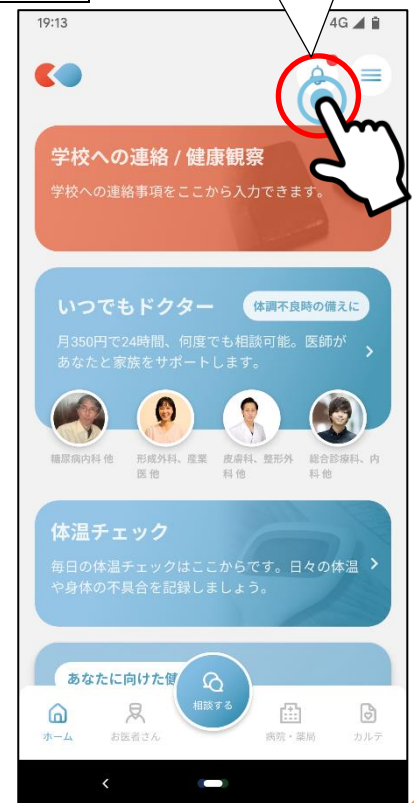 19:13
4G
学校への連絡 / 健康観察
学校への連絡事項をここから入力できます。
いつでもドクター
体調不良時の備えに
月350円で24時間、何度でも相談可能。医師が
あなたと家族をサポートします。
糖尿病内科 他
形成外科、産業
医 他
皮膚科、整形外
科 他
総合診療科、内
科 他
体温チェック
毎日の体温チェックはここからです。日々の体温
や身体の不具合を記録しましょう。
あなたに向けた健
相談する
ホーム
お医者さん
病院・薬局
カルテ